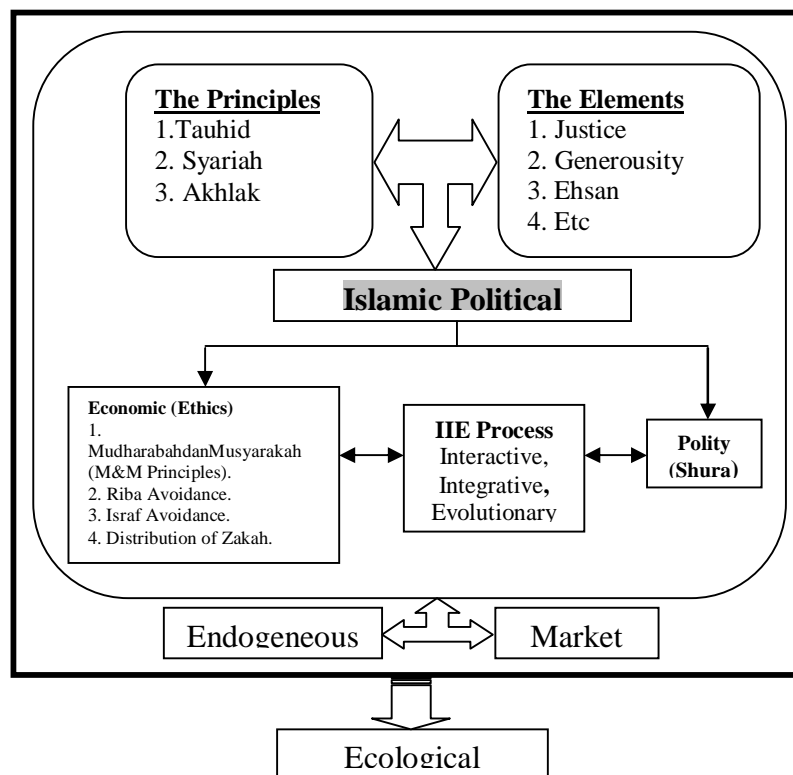 The Principles
1.Tauhid
2. Syariah
3. Akhlak
The Elements
1. Justice
2. Generousity
3. Ehsan
4. Etc
Islamic Political
Economic (Ethics)
1.
MudharabahdanMusyarakah
(M&M Principles).
2. Riba Avoidance.
3. Israf Avoidance.
4. Distribution of Zakah.
IIE Process
Interactive,
Integrative,
Evolutionary
Polity
(Shura)
Endogeneous
Market
Ecological